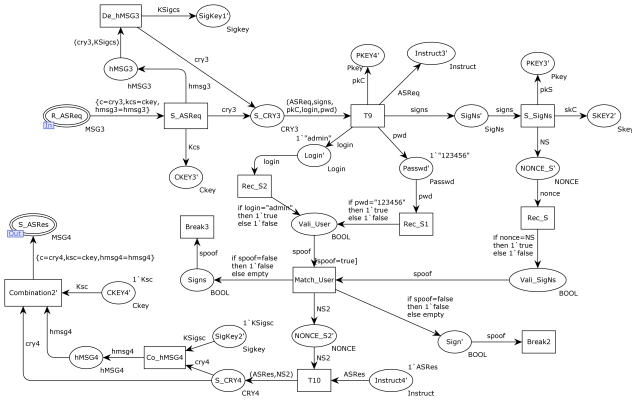 De_hMSG3
KSigcs
SigKey1'
Sigkey
{cry3,KSigcs}
cry3
hMSG3
hMSG3
hmsg3
R_ASReq
In
MSG3
{c=cry3,kcs=ckey,
hmsg3=hmsg3}
S_ASReq
cry3
S_CRY3
CRY3
Kcs
CKEY3'
Ckey
(ASReq,signs,
pkC,login,pwd)
T9
PKEY4'
Pkey
pkC
Instruct3'
Instruct
ASReq
signs
SigNs'
SigNs
signs
S_SigNs
PKEY3'
Pkey
pkS
skC
SKEY2'
Skey
NS
NONCE_S'
NONCE
nonce
Rec_S
if nonce=NS
then 1`true
else 1`false
Vali_SigNs
BOOL
1`"admin"
login
Login'
Login
login
Rec_S2
pwd
1`"123456"
Passwd'
Passwd
pwd
Rec_S1
if login="admin"
then 1`true
else 1`false
if pwd="123456"
then 1`true
else 1`false
Vali_User
BOOL
spoof
[spoof=true]
Match_User
spoof
Break3
spoof
Signs
BOOL
if spoof=false
then 1`false
else empty
if spoof=false
then 1`false
else empty
Sign'
BOOL
spoof
Break2
NS2
NONCE_S2'
NONCE
NS2
T10
ASRes
1`ASRes
Instruct4'
Instruct
(ASRes,NS2)
S_CRY4
CRY4
cry4
Co_hMSG4
KSigsc
1`KSigsc
SigKey2'
Sigkey
hmsg4
hMSG4
hMSG4
hmsg4
cry4
Combination2'
Ksc
1`Ksc
CKEY4'
Ckey
{c=cry4,ksc=ckey,hmsg4=hmsg4}
S_ASRes
Out
MSG4